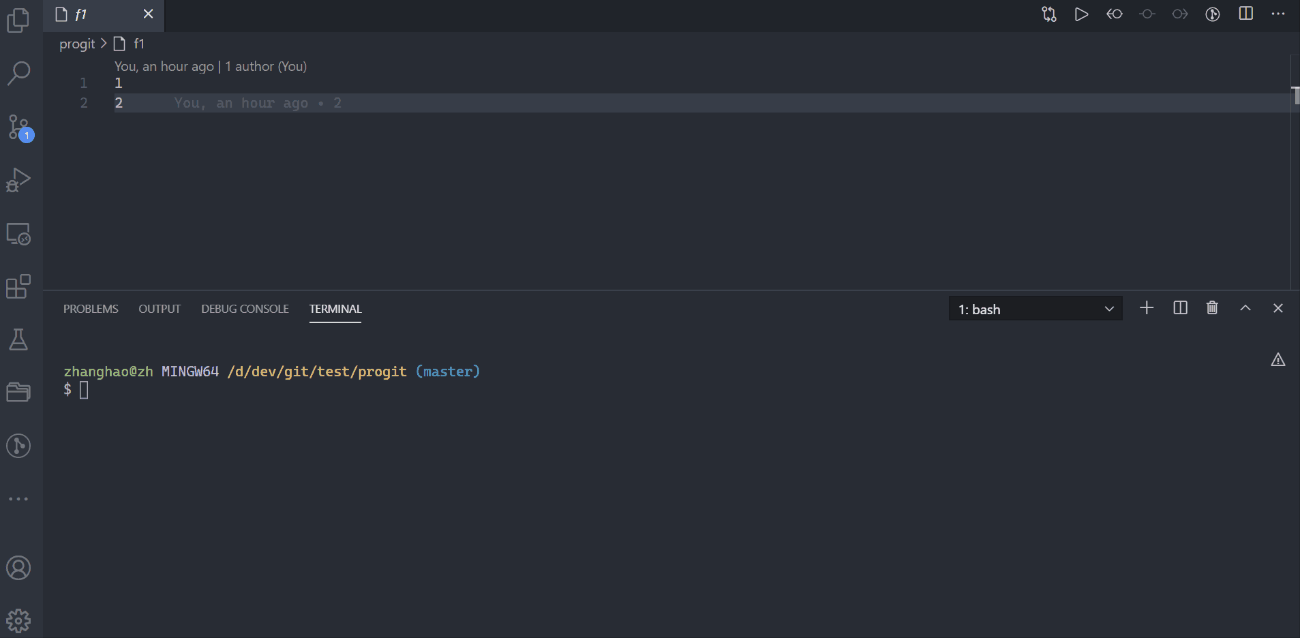 f1
progit > f1
You, an hour ago | 1 author (You)
1 1
2 2 You, an hour ago • 2
1
PROBLEMS OUTPUT DEBUG CONSOLE TERMINAL 1: bash
zhanghao@zh MINGW64 /d/dev/git/test/progit (master)
$